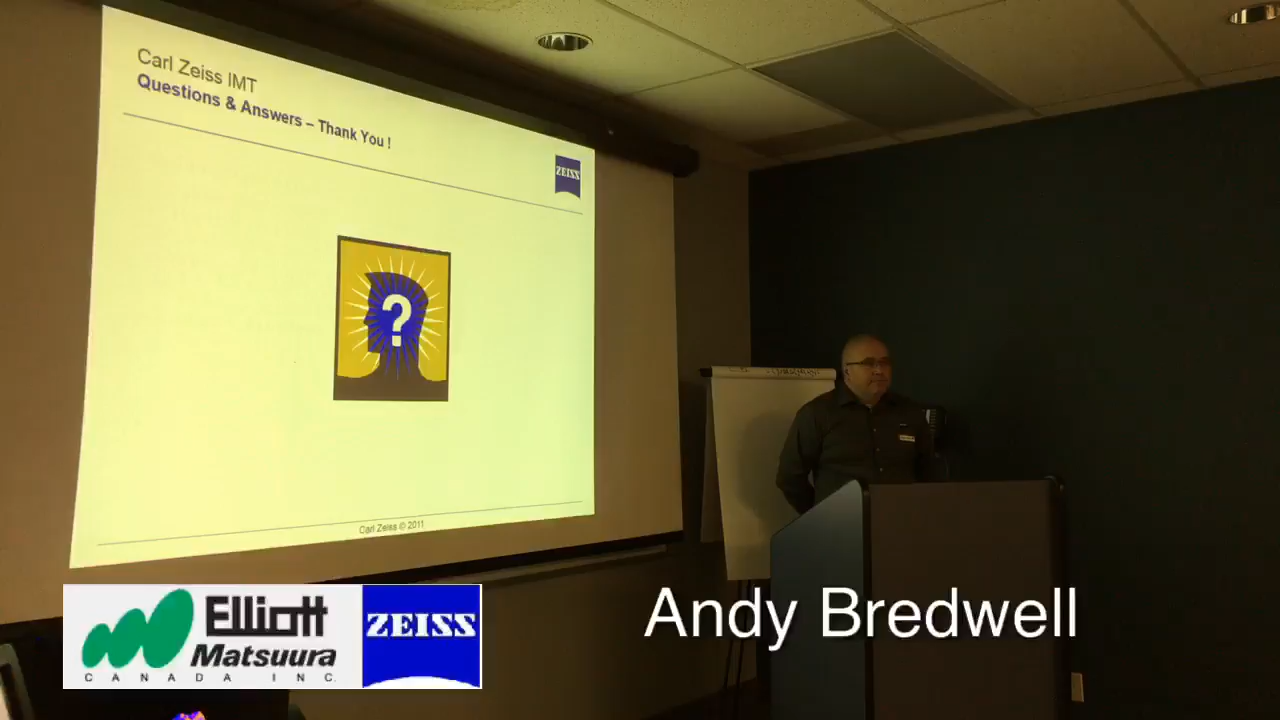 Carl Zeiss IMT
Questions & Answers – Thank You !
ZEISS
?
Carl Zeiss © 2011
Elliott
Matsuura
CANADA INC.
ZEISS
Andy Bredwell